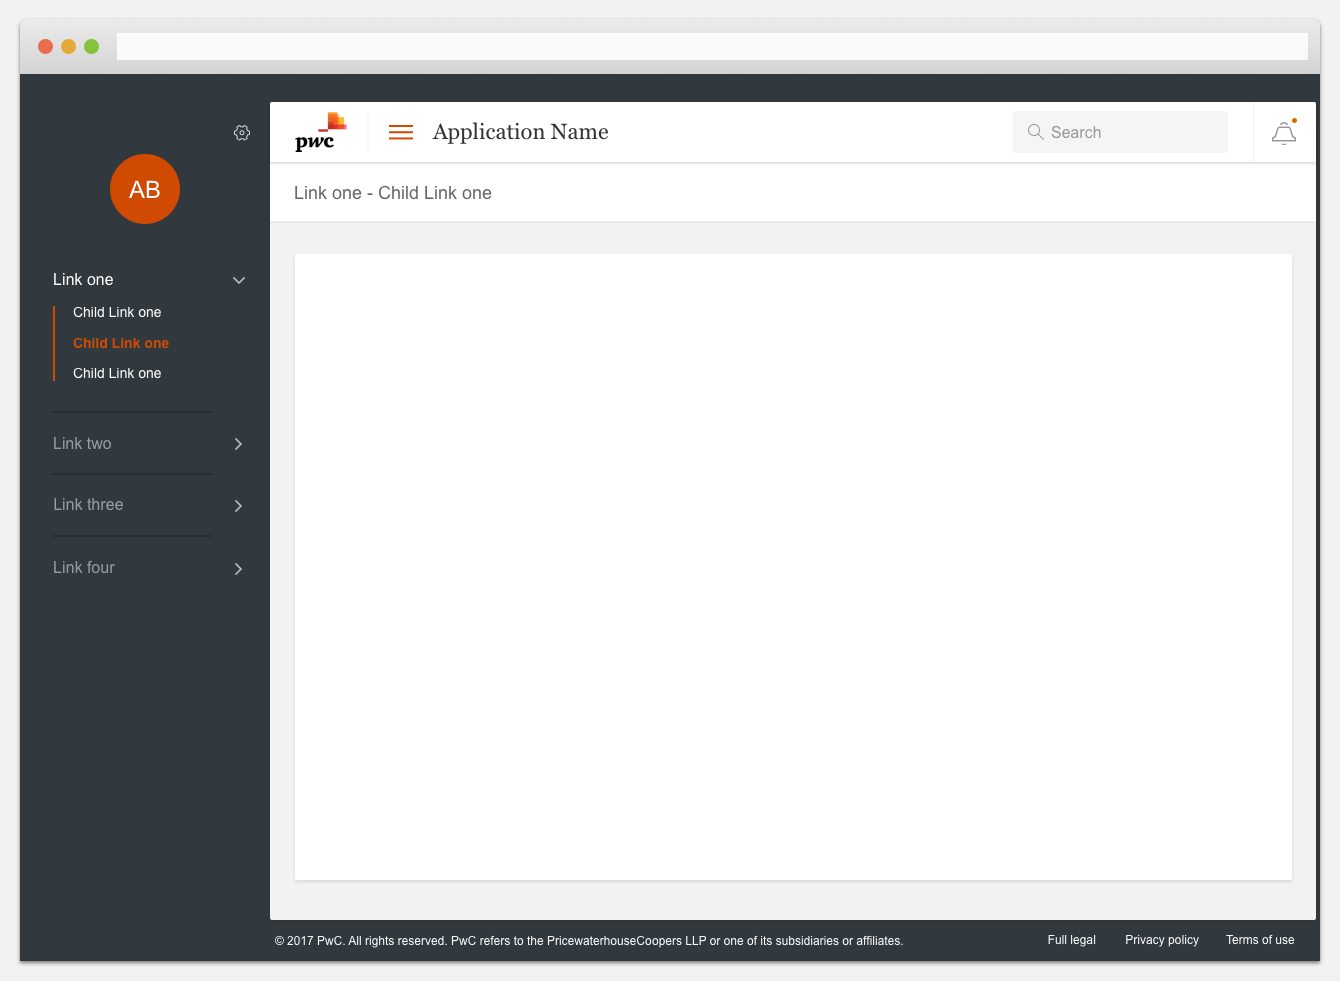 pwc
Application Name
Search
AB
Link one - Child Link one
Link one
Child Link one
Child Link one
Child Link one
Link two
Link three
Link four
© 2017 PwC. All rights reserved. PwC refers to the PricewaterhouseCoopers LLP or one of its subsidiaries or affiliates.
Full legal
Privacy policy
Terms of use